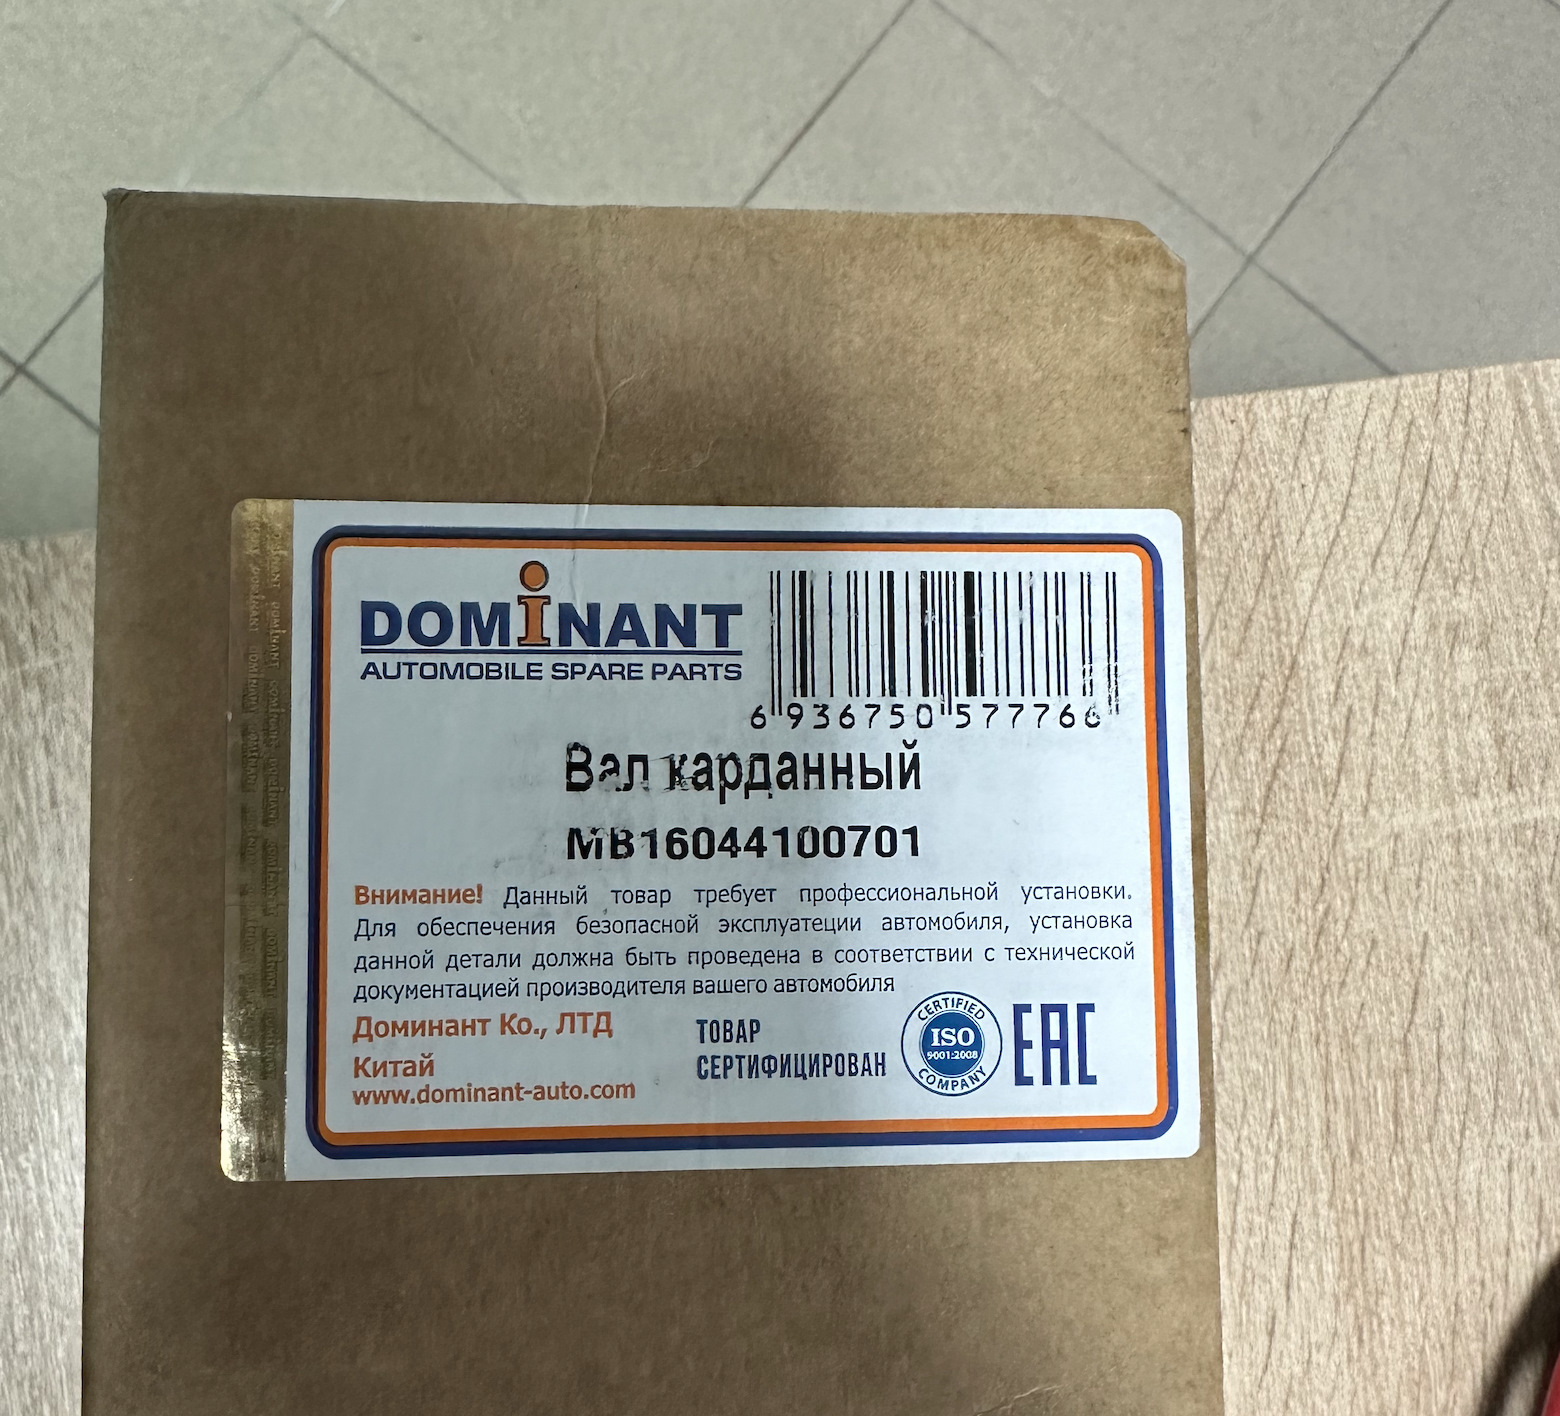 DOMINANT
AUTOMOBILE SPARE PARTS
6 936750 577766
Вал карданный
MB16044100701
Внимание! Данный товар требует профессиональной установки.
Для обеспечения безопасной эксплуатеции автомобиля, установка
данной детали должна быть проведена в соответствии с технической
документацией производителя вашего автомобиля
Доминант Ко., ЛТД
Китай
www.dominant-auto.com
ТОВАР
СЕРТИФИЦИРОВАН
CERTIFIED
ISO
9001:2008
COMPANY
EAC